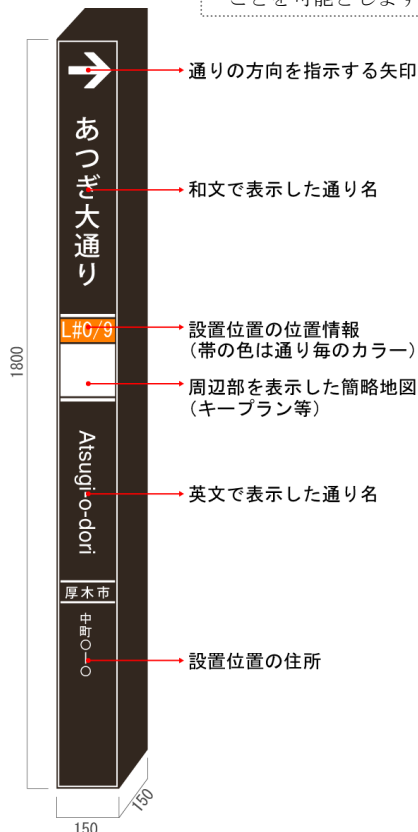 ことを可能とします
通りの方向を指示する矢印
あつぎ大通り
和文で表示した通り名
L#0/9
設置位置の位置情報
（帯の色は通り毎のカラー）
周辺部を表示した簡略地図
（キープラン等）
1800
Atsugi-o-dori
英文で表示した通り名
厚木市
中町○－○
設置位置の住所
150
150